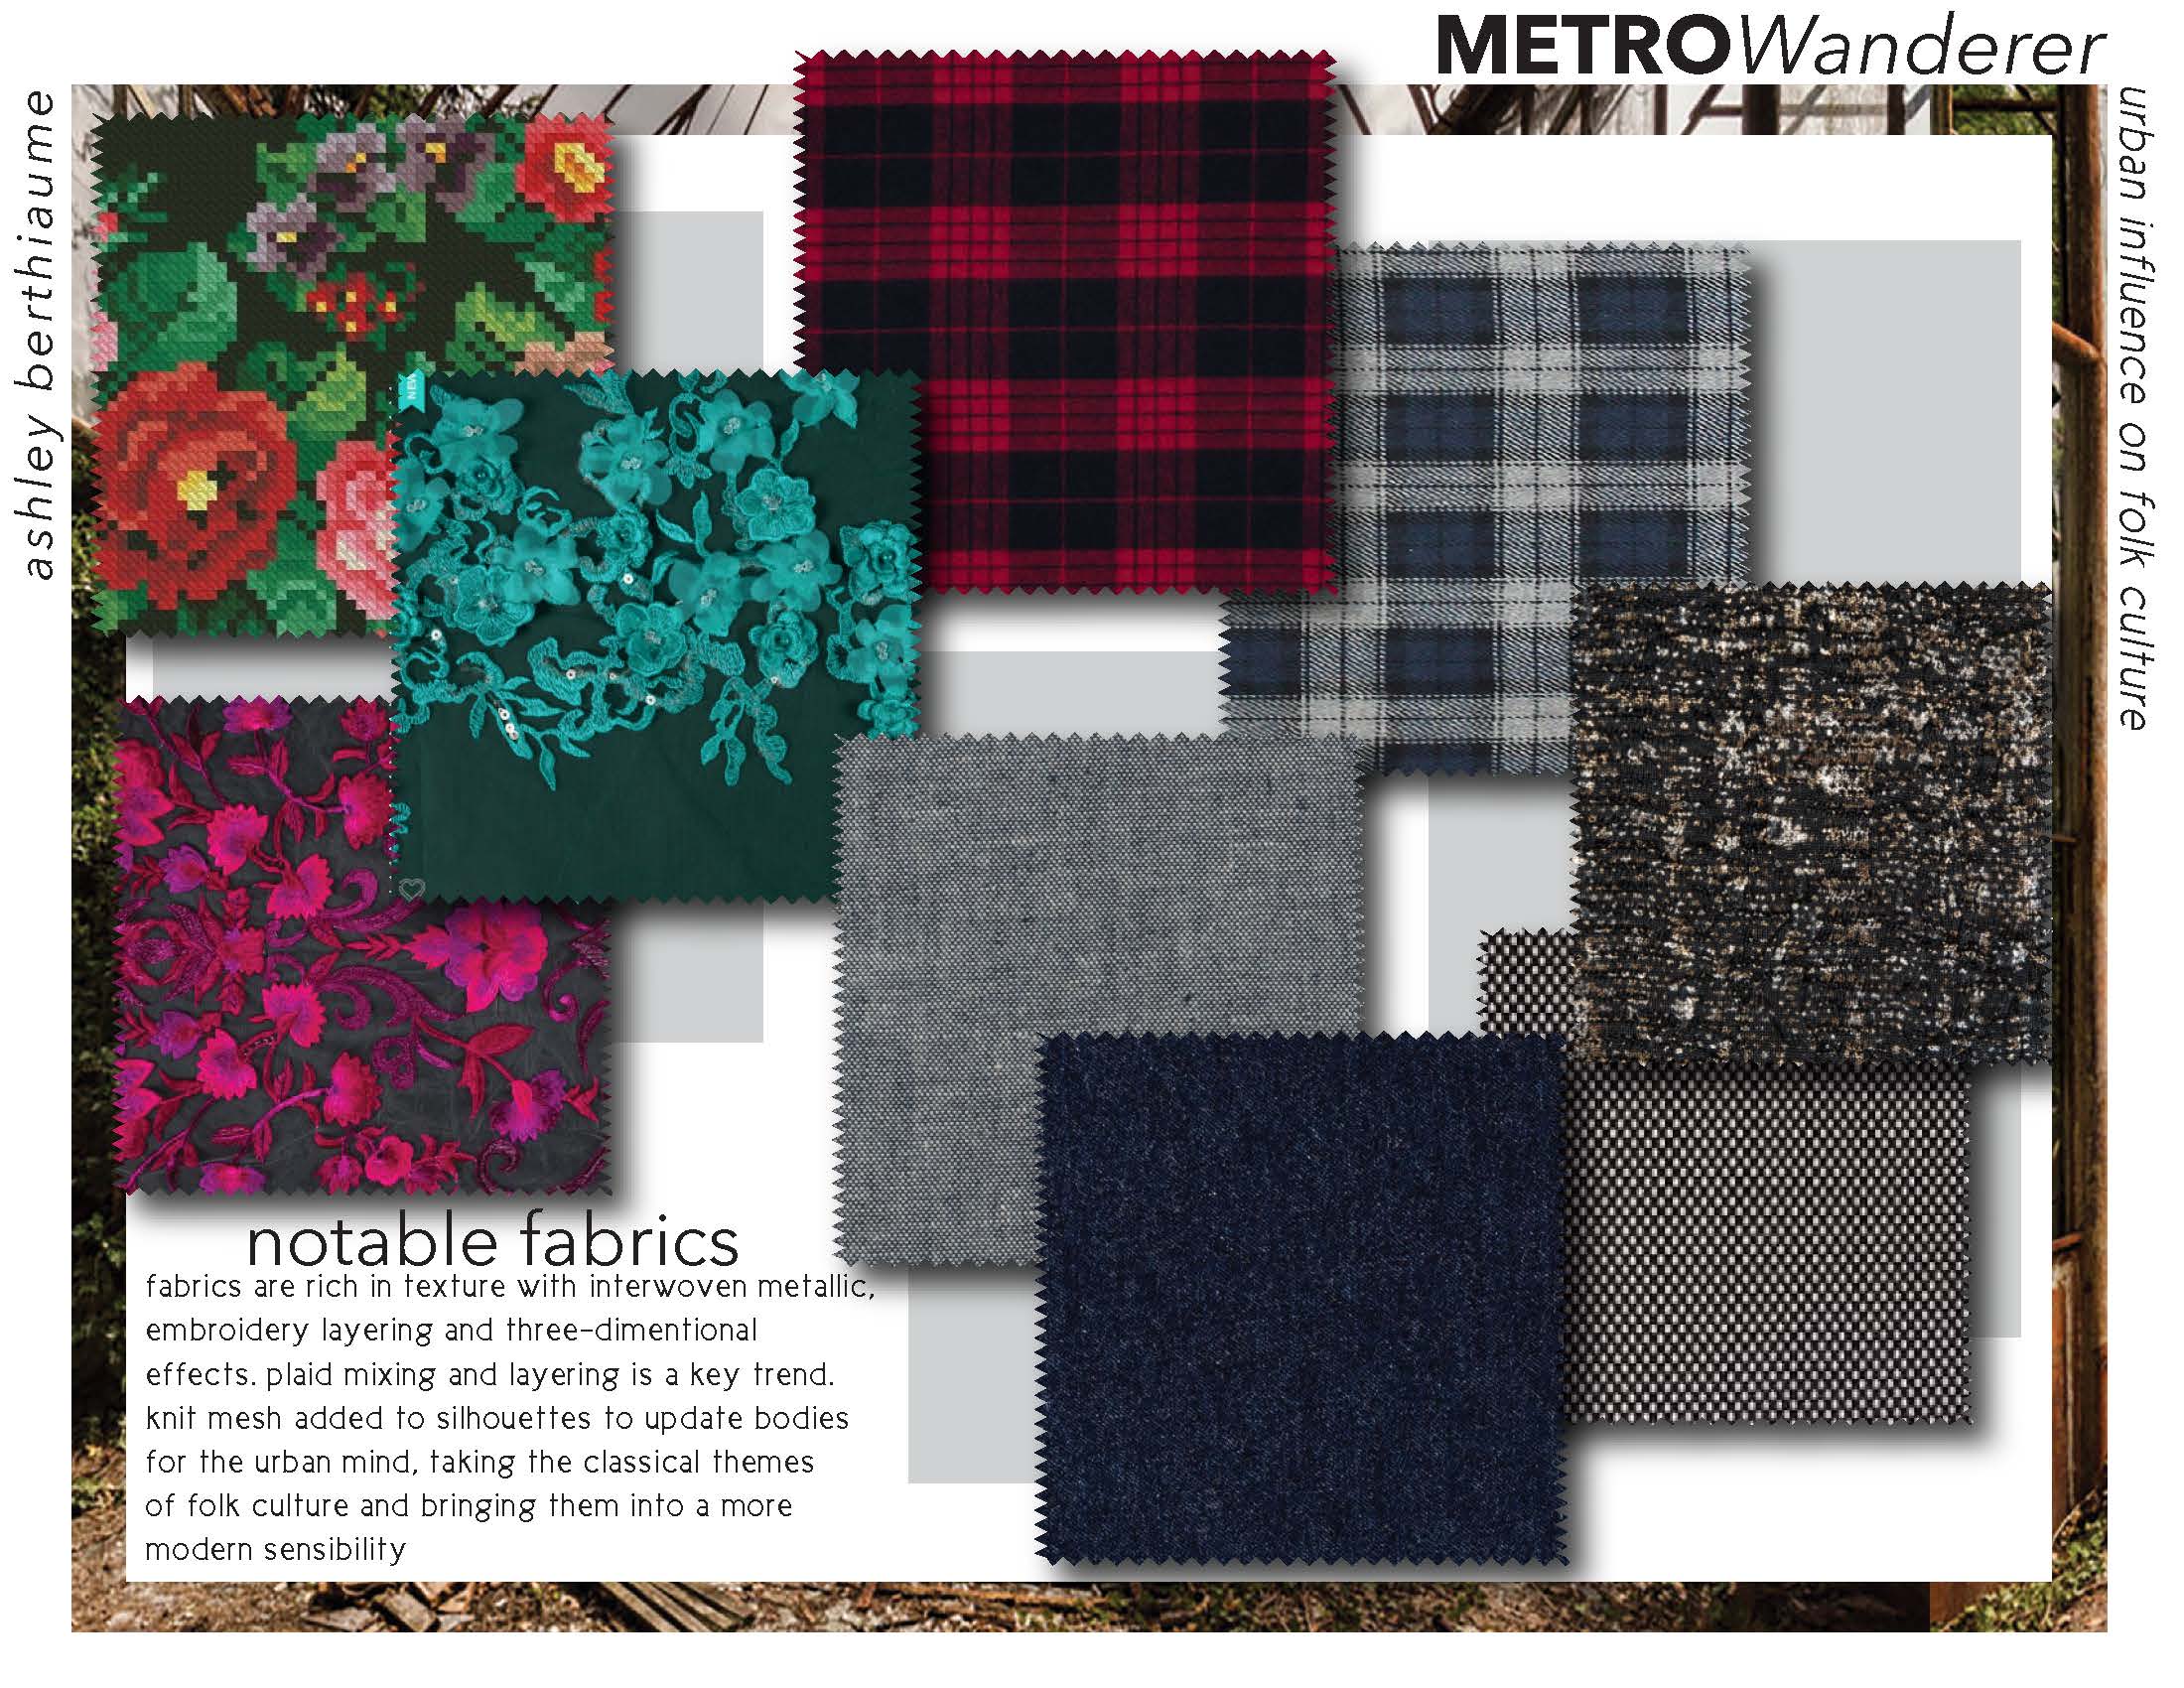 METROWanderer
ashley berthiaume
urban influence on folk culture
NEW
notable fabrics
fabrics are rich in texture with interwoven metallic,
embroidery layering and three-dimentional
effects. plaid mixing and layering is a key trend.
knit mesh added to silhouettes to update bodies
for the urban mind, taking the classical themes
of folk culture and bringing them into a more
modern sensibility